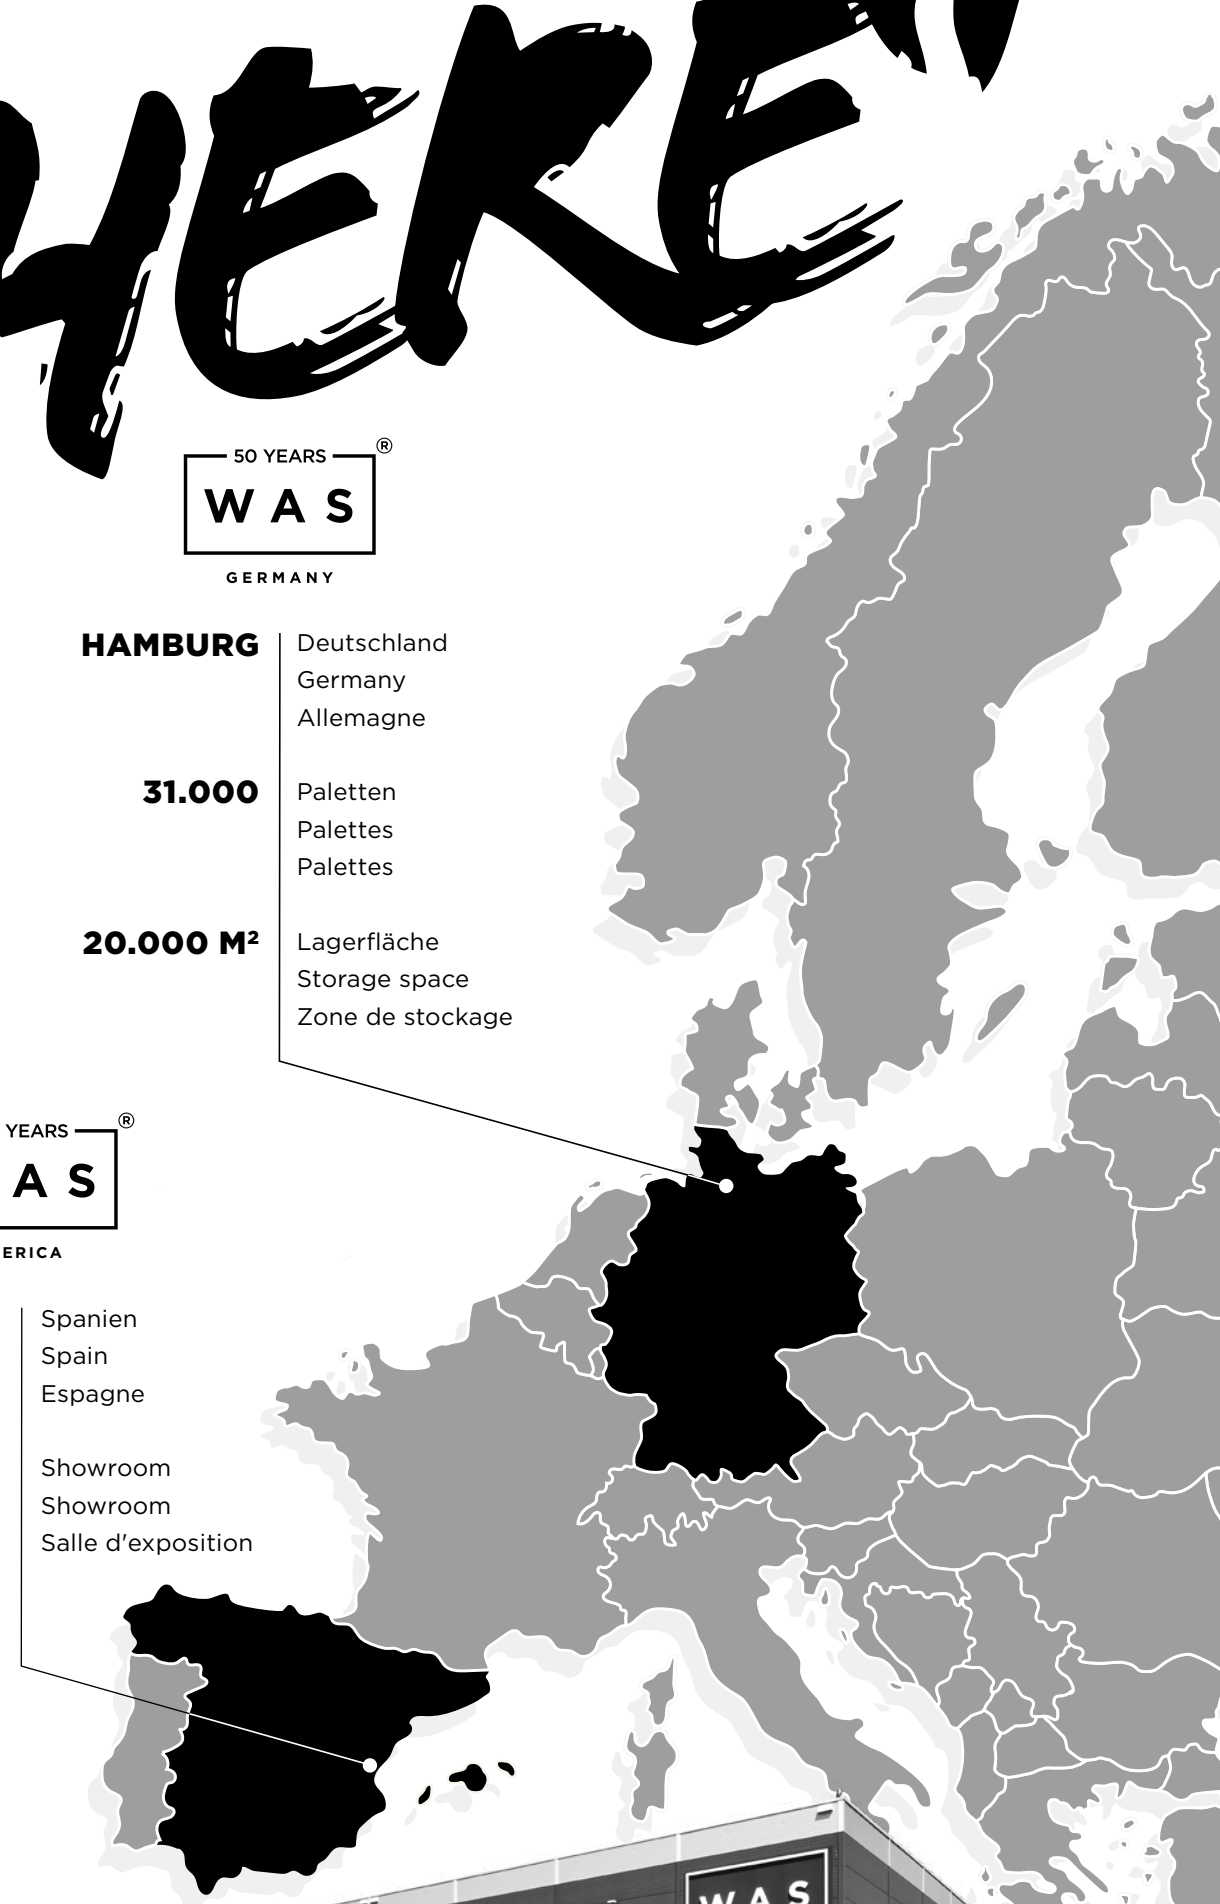 HERE"
50 YEARS ®
WAS
GERMANY
HAMBURG
Deutschland
Germany
Allemagne
31.000
Paletten
Palettes
Palettes
20.000 M²
Lagerfläche
Storage space
Zone de stockage
YEARS ®
AS
ERICA
Spanien
Spain
Espagne
Showroom
Showroom
Salle d'exposition
WAS